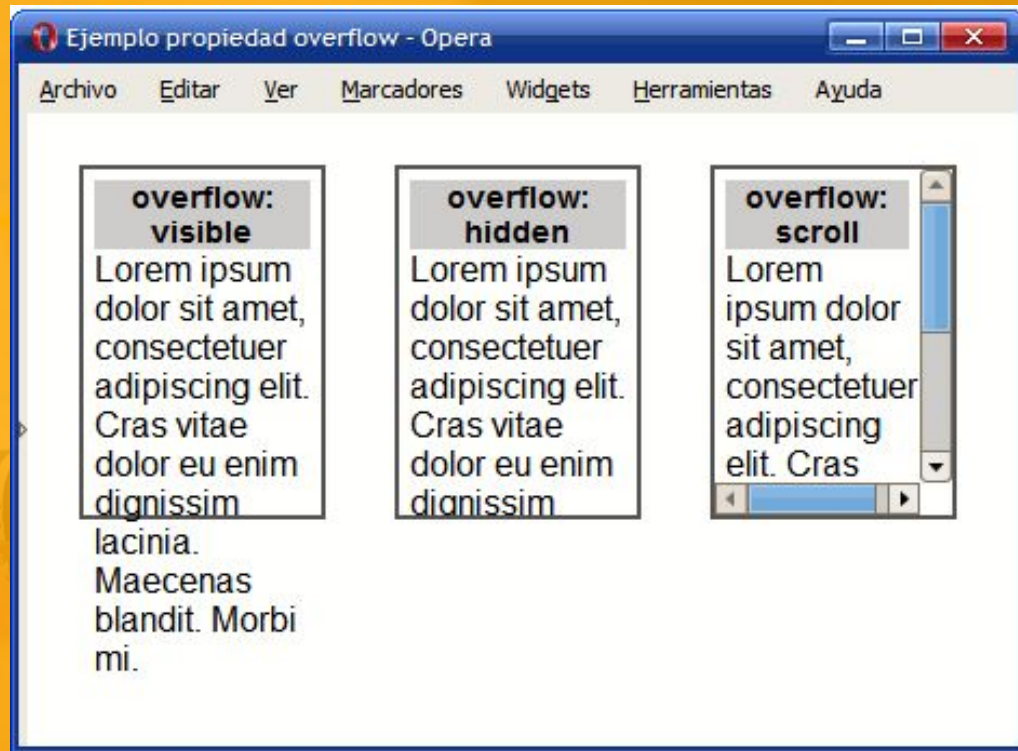 Ejemplo propiedad overflow - Opera
Archivo Editar Ver Marcadores Widgets Herramientas Ayuda
overflow:
visible
Lorem ipsum
dolor sit amet,
consectetuer
adipiscing elit.
Cras vitae
dolor eu enim
dignissim
lacinia.
Maecenas
blandit. Morbi
mi.
overflow:
hidden
Lorem ipsum
dolor sit amet,
consectetuer
adipiscing elit.
Cras vitae
dolor eu enim
dignissim
overflow:
scroll
Lorem
ipsum dolor
sit amet,
consectetuer
adipiscing
elit. Cras